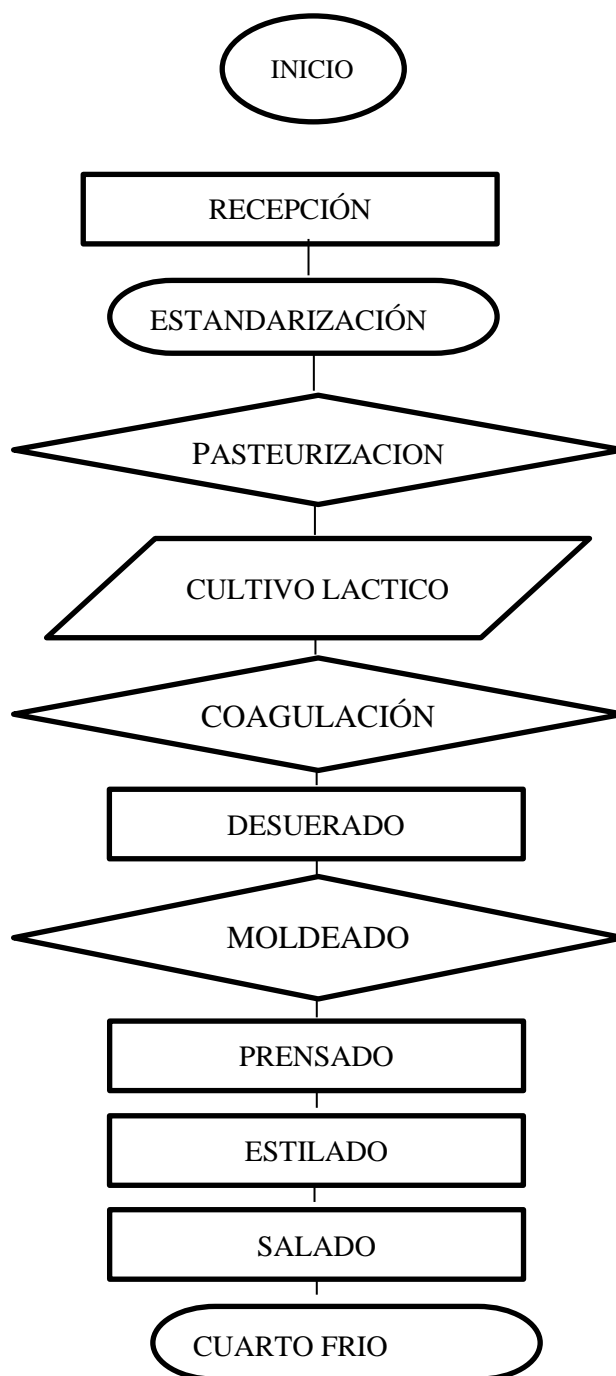 INICIO
RECEPCIÓN
ESTANDARIZACIÓN
PASTEURIZACION
CULTIVO LACTICO
COAGULACIÓN
DESUERADO
MOLDEADO
PRENSADO
ESTILADO
SALADO
CUARTO FRIO